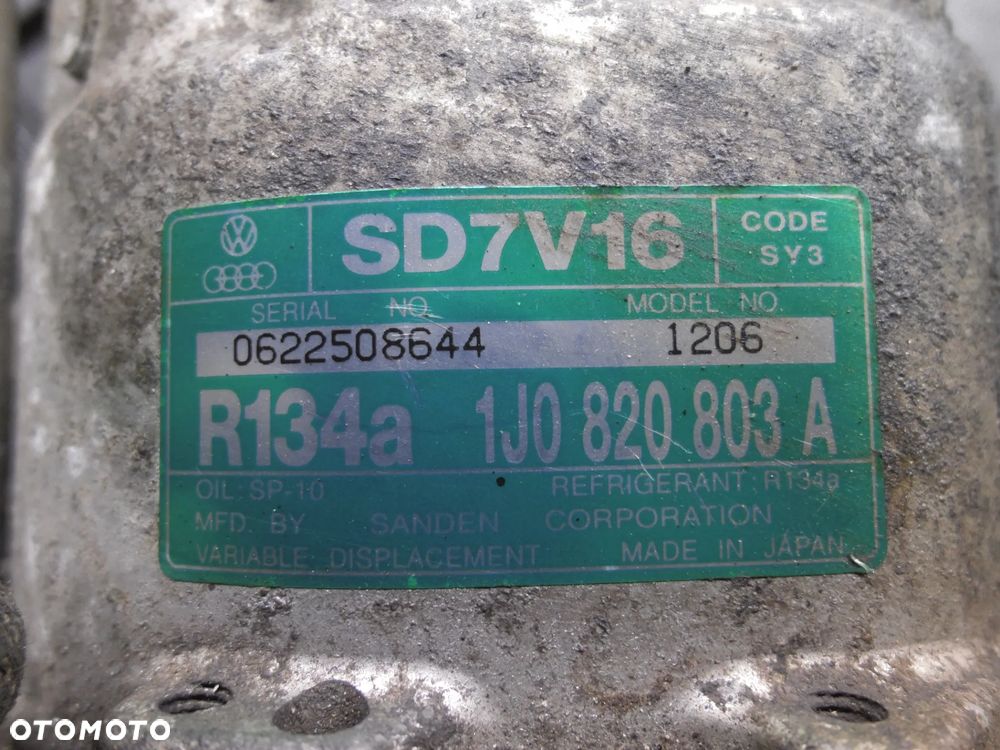 SD7V16
CODE
SY3
SERIAL NO.
MODEL NO.
0622508644
1206
R134a 1J0 820 803 A
OIL: SP-10
REFRIGERANT: R134a
MFD. BY SANDEN CORPORATION
VARIABLE DISPLACEMENT
MADE IN JAPAN
OTOMOTO